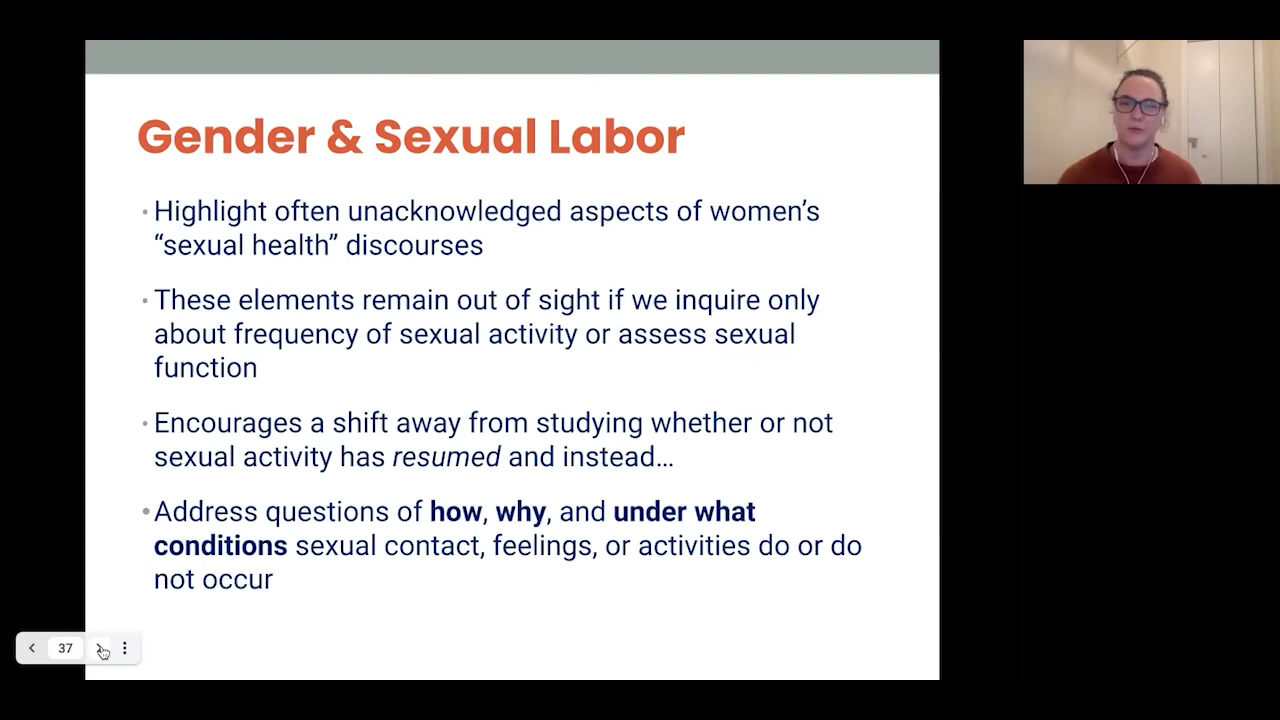 Gender & Sexual Labor
• Highlight often unacknowledged aspects of women’s
“sexual health” discourses
• These elements remain out of sight if we inquire only
about frequency of sexual activity or assess sexual
function
• Encourages a shift away from studying whether or not
sexual activity has resumed and instead…
• Address questions of how, why, and under what
conditions sexual contact, feelings, or activities do or do
not occur
37